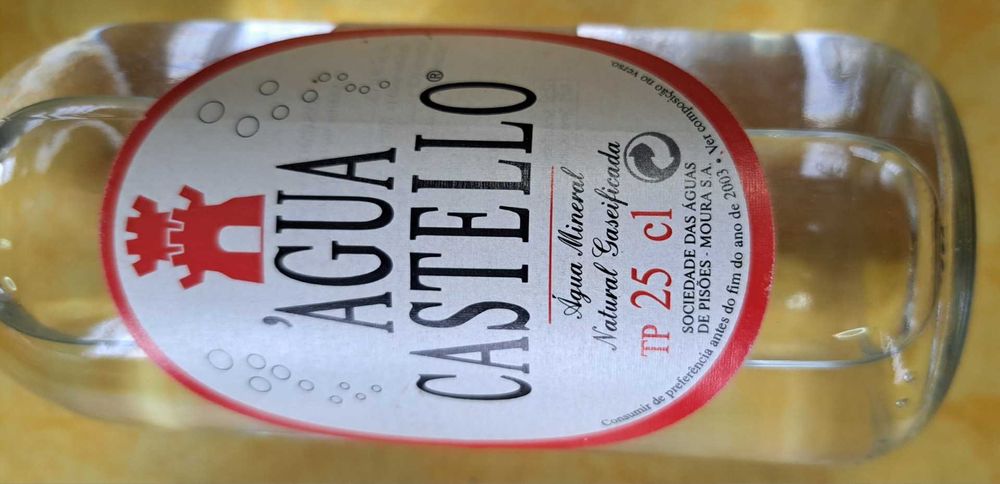 ÁGUA
CASTELLO®
Água Mineral
Natural Gaseificada
TP 25 cl
SOCIEDADE DAS ÁGUAS
DE PISÕES - MOURA S.A.
Consumir de preferência antes do fim do ano de 2003 • Ver composição no verso.